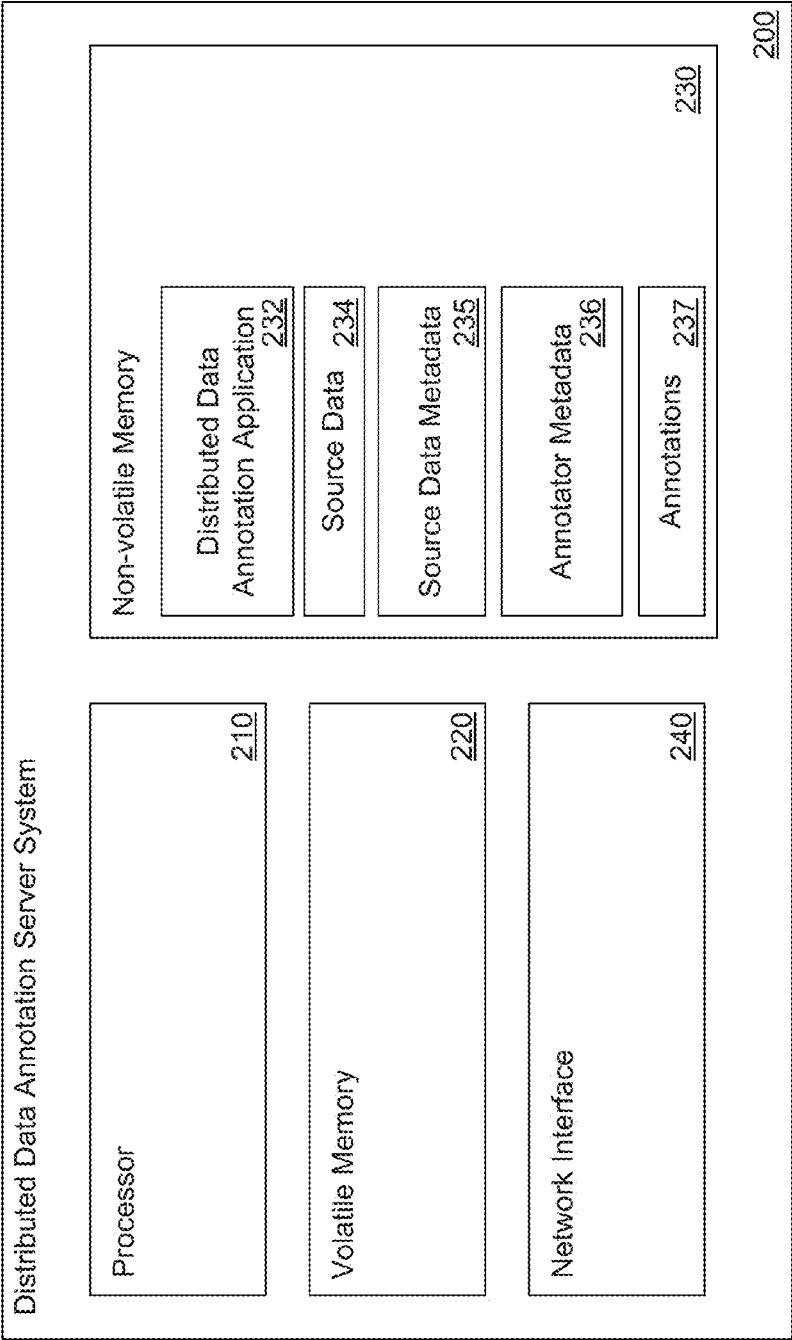 Distributed Data Annotation Server System
Processor
210
Volatile Memory
220
Network Interface
240
Non-volatile Memory
Distributed Data
Annotation Application
232
Source Data
234
Source Data Metadata
235
Annotator Metadata
236
Annotations
237
230
200